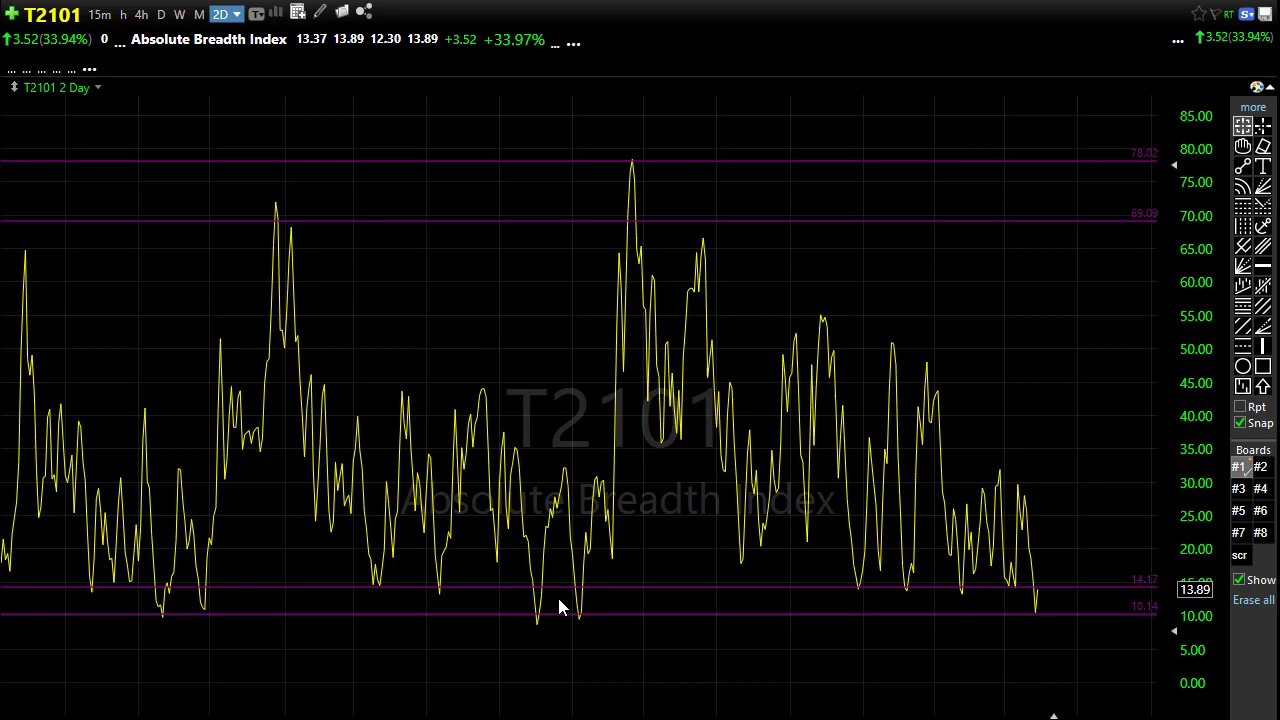 T2101 15m h 4h D W M 2D T RT S
3.52(33.94%) 0 ... Absolute Breadth Index 13.37 13.89 12.30 13.89 +3.52 +33.97% ... ... ... 3.52(33.94%)
... ... ... ... ... ...
T2101 2 Day
more
85.00
80.00
78.02
75.00
70.00
69.09
65.00
60.00
55.00
50.00
45.00
40.00
35.00
30.00
25.00
20.00
15.00
14.17
13.89
10.14
10.00
5.00
0.00
T2101
Absolute Breadth Index
T
Rpt
Snap
Boards
#1 #2
#3 #4
#5 #6
#7 #8
scr
Show
Erase all